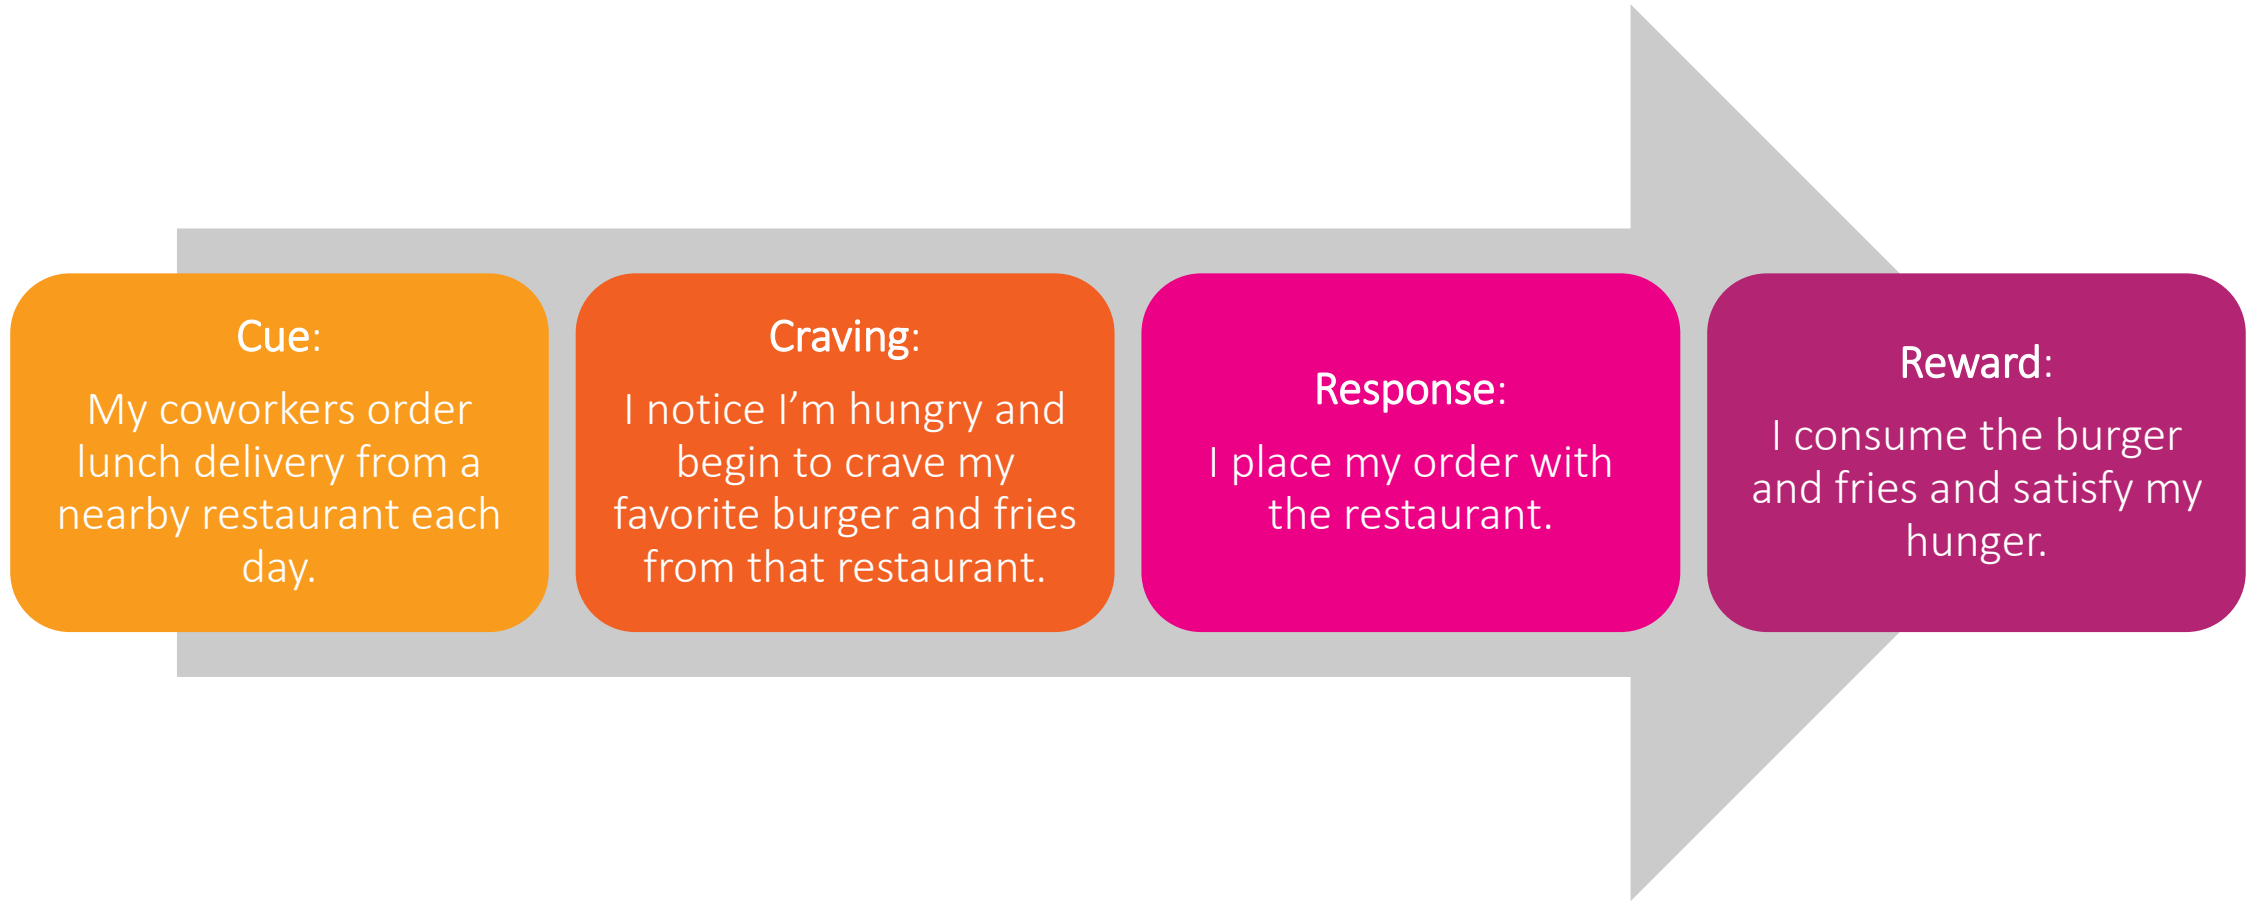 Cue:
My coworkers order
lunch delivery from a
nearby restaurant each
day.
Craving:
I notice I’m hungry and
begin to crave my
favorite burger and fries
from that restaurant.
Response:
I place my order with
the restaurant.
Reward:
I consume the burger
and fries and satisfy my
hunger.